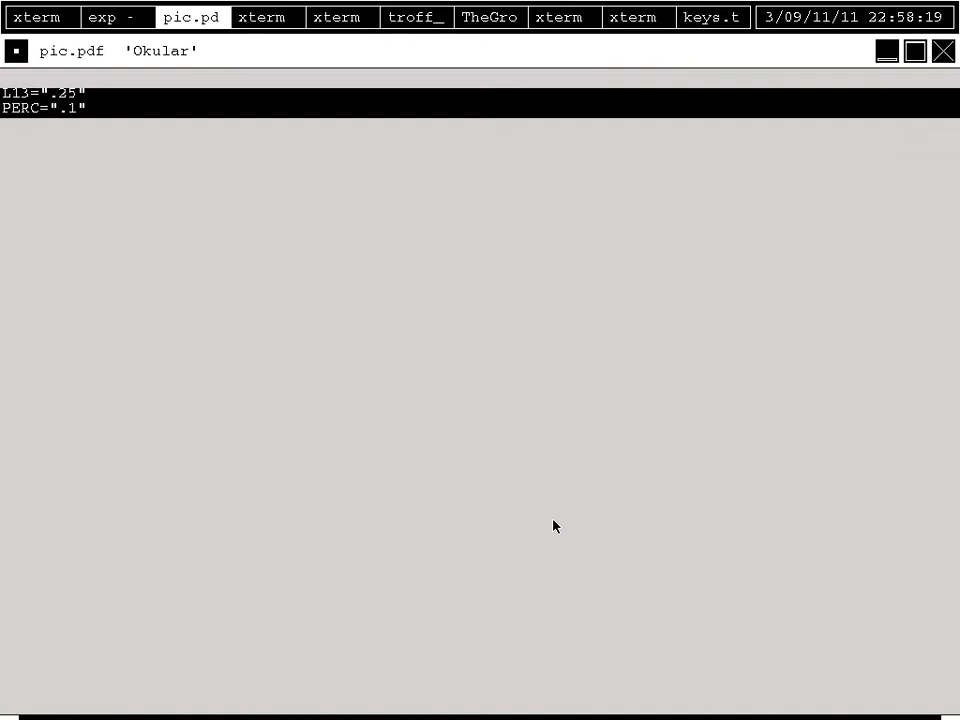 xterm exp - pic.pd xterm xterm troff_ TheGro xterm xterm keys.t 3/09/11/11 22:58:19
pic.pdf 'Okular'
L13=".25"
PERC=".1"